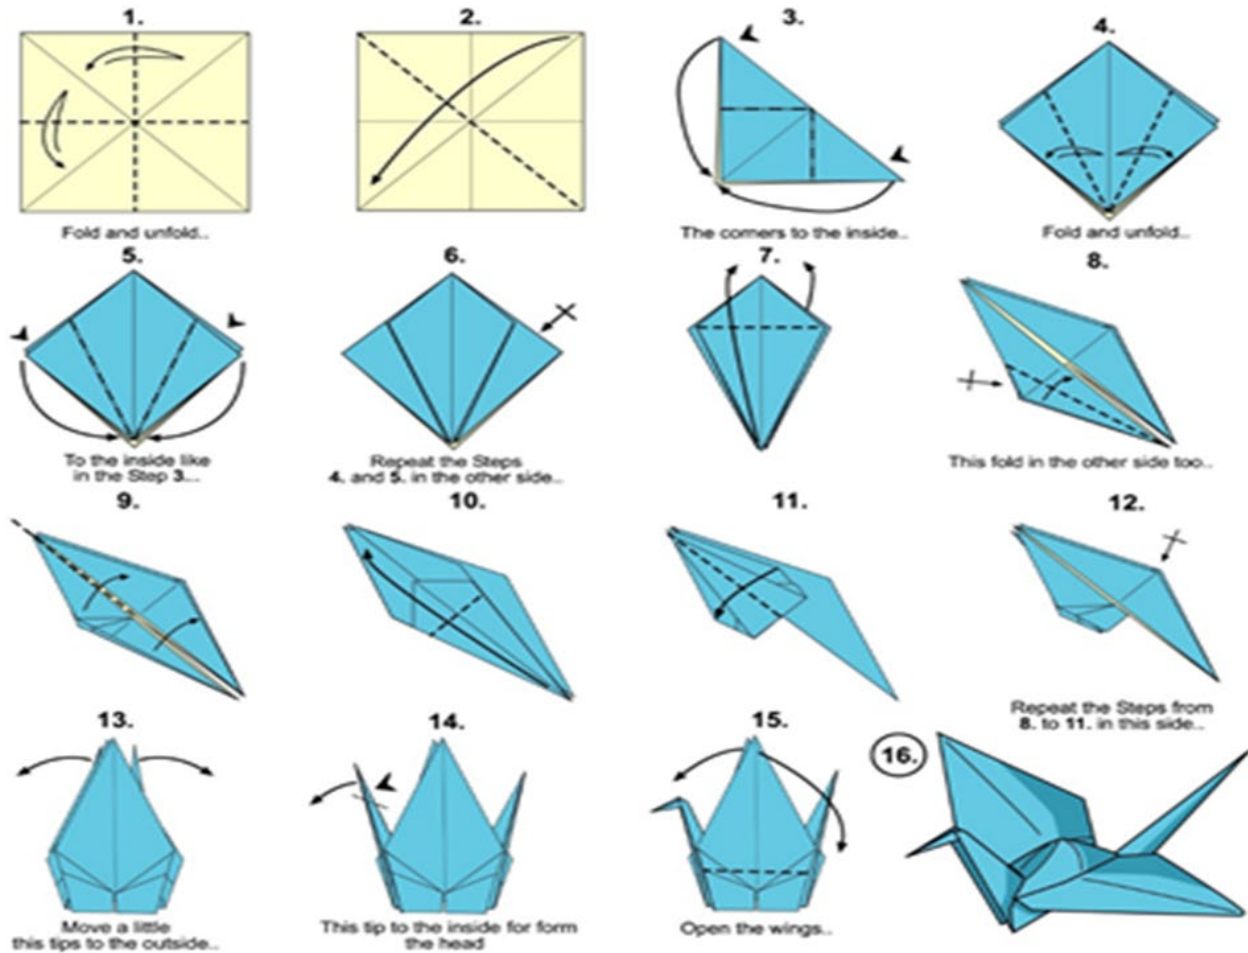 1.
2.
3.
4.
Fold and unfold..
The corners to the inside..
Fold and unfold..
5.
6.
7.
8.
To the inside like
in the Step 3...
Repeat the Steps
4. and 5. in the other side..
This fold in the other side too..
9.
10.
11.
12.
Repeat the Steps from
8. to 11. in this side..
13.
14.
15.
16.
Move a little
this tips to the outside..
This tip to the inside for form
the head
Open the wings..